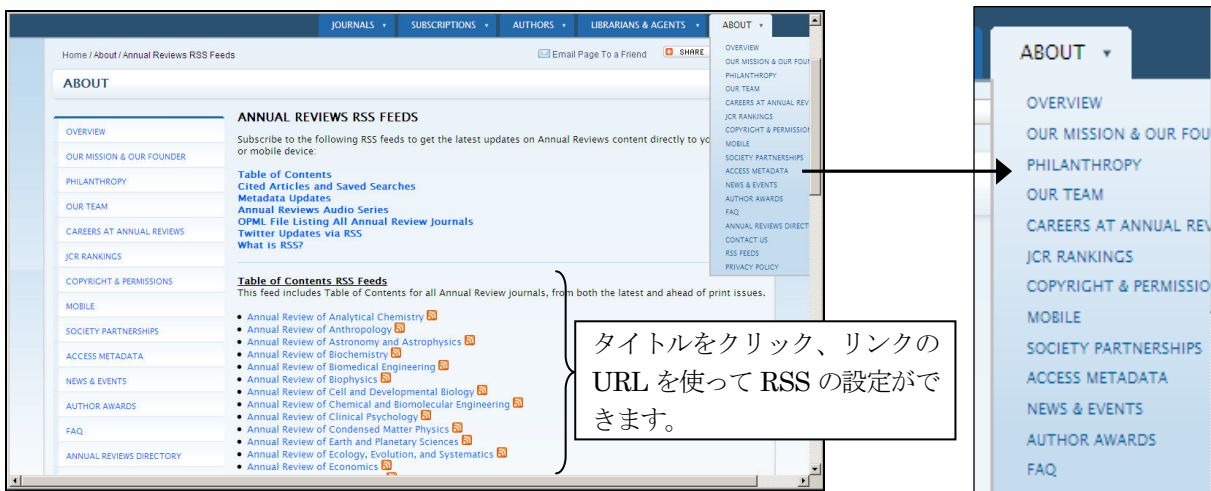 JOURNALS SUBSCRIPTIONS AUTHORS LIBRARIANS & AGENTS ABOUT
Home / About / Annual Reviews RSS Feeds
Email Page To a Friend
SHARE
ABOUT
OVERVIEW
OUR MISSION & OUR FOUNDER
PHILANTHROPY
OUR TEAM
CAREERS AT ANNUAL REVIEWS
JCR RANKINGS
COPYRIGHT & PERMISSIONS
MOBILE
SOCIETY PARTNERSHIPS
ACCESS METADATA
NEWS & EVENTS
AUTHOR AWARDS
FAQ
ANNUAL REVIEWS DIRECTORY
ANNUAL REVIEWS RSS FEEDS
Subscribe to the following RSS feeds to get the latest updates on Annual Reviews content directly to yo
or mobile device:
Table of Contents
Cited Articles and Saved Searches
Metadata Updates
Annual Reviews Audio Series
OPML File Listing All Annual Review Journals
Twitter Updates via RSS
What is RSS?
Table of Contents RSS Feeds
This feed includes Table of Contents for all Annual Review journals, from both the latest and ahead of print issues.
• Annual Review of Analytical Chemistry
• Annual Review of Anthropology
• Annual Review of Astronomy and Astrophysics
• Annual Review of Biochemistry
• Annual Review of Biomedical Engineering
• Annual Review of Biophysics
• Annual Review of Cell and Developmental Biology
• Annual Review of Chemical and Biomolecular Engineering
• Annual Review of Clinical Psychology
• Annual Review of Condensed Matter Physics
• Annual Review of Earth and Planetary Sciences
• Annual Review of Ecology, Evolution, and Systematics
• Annual Review of Economics
OVERVIEW
OUR MISSION & OUR FOU
PHILANTHROPY
OUR TEAM
CAREERS AT ANNUAL REV
JCR RANKINGS
COPYRIGHT & PERMISSIO
MOBILE
SOCIETY PARTNERSHIPS
ACCESS METADATA
NEWS & EVENTS
AUTHOR AWARDS
FAQ
ANNUAL REVIEWS DIRECT
CONTACT US
RSS FEEDS
PRIVACY POLICY
タイトルをクリック、リンクの
URL を使って RSS の設定がで
きます。
ABOUT
OVERVIEW
OUR MISSION & OUR FOU
PHILANTHROPY
OUR TEAM
CAREERS AT ANNUAL REV
JCR RANKINGS
COPYRIGHT & PERMISSIO
MOBILE
SOCIETY PARTNERSHIPS
ACCESS METADATA
NEWS & EVENTS
AUTHOR AWARDS
FAQ